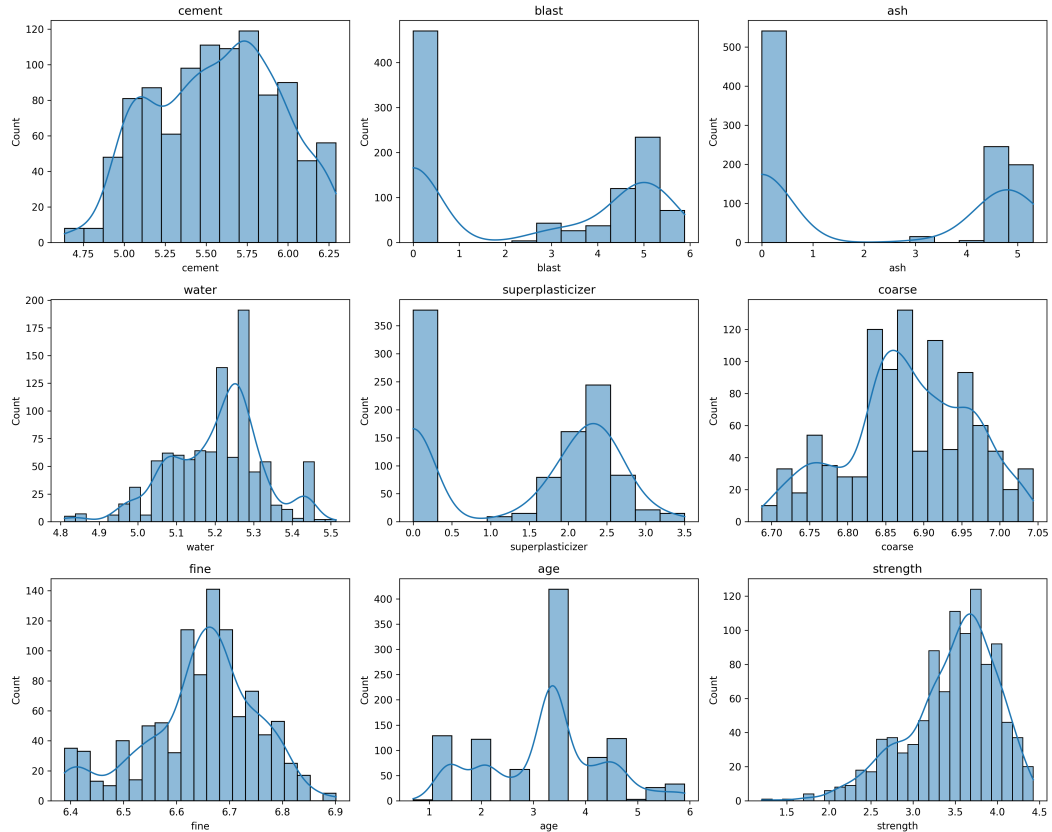 cement
blast
ash
120
100
80
60
40
20
0
Count
4.75 5.00 5.25 5.50 5.75 6.00 6.25
cement
400
300
200
100
0
Count
0 1 2 3 4 5 6
blast
500
400
300
200
100
0
Count
0 1 2 3 4 5
ash
water
superplasticizer
coarse
200
175
150
125
100
75
50
25
0
Count
4.8 4.9 5.0 5.1 5.2 5.3 5.4 5.5
water
350
300
250
200
150
100
50
0
Count
0.0 0.5 1.0 1.5 2.0 2.5 3.0 3.5
superplasticizer
120
100
80
60
40
20
0
Count
6.70 6.75 6.80 6.85 6.90 6.95 7.00 7.05
coarse
fine
age
strength
140
120
100
80
60
40
20
0
Count
6.4 6.5 6.6 6.7 6.8 6.9
fine
400
350
300
250
200
150
100
50
0
Count
1 2 3 4 5 6
age
120
100
80
60
40
20
0
Count
1.5 2.0 2.5 3.0 3.5 4.0 4.5
strength